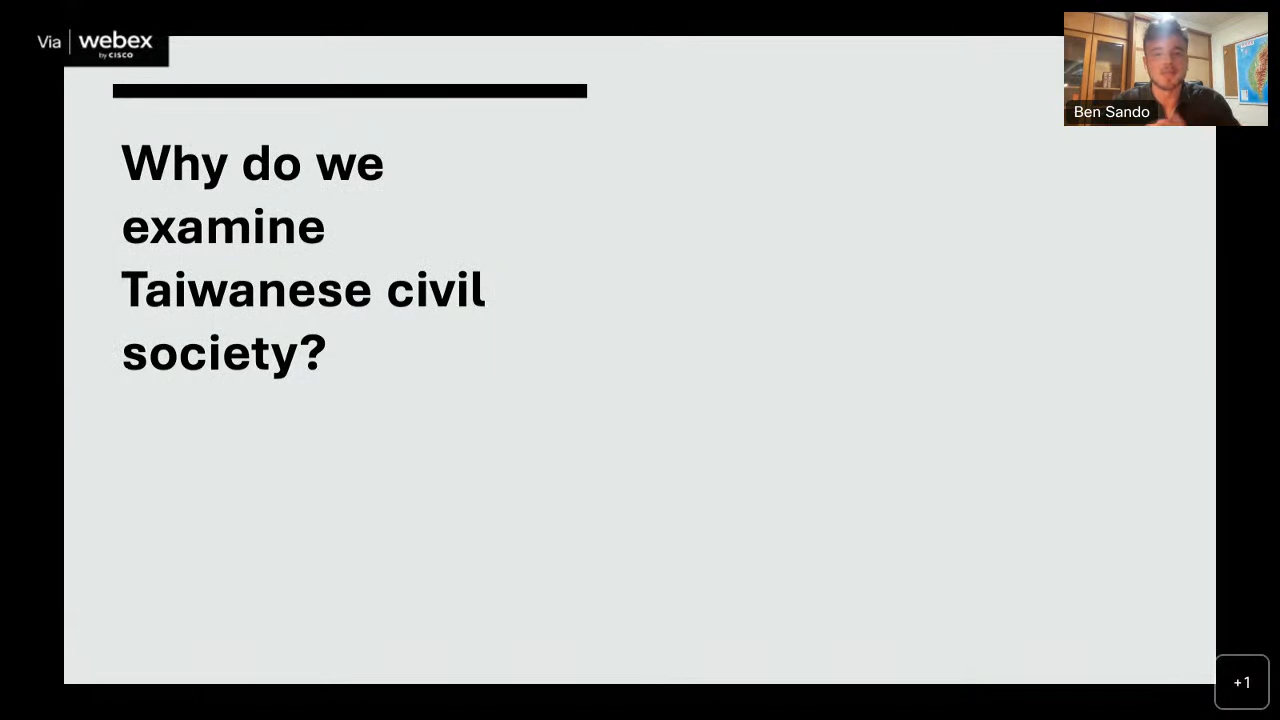 Via webex
by CISCO
Ben Sando
Why do we
examine
Taiwanese civil
society?
+1